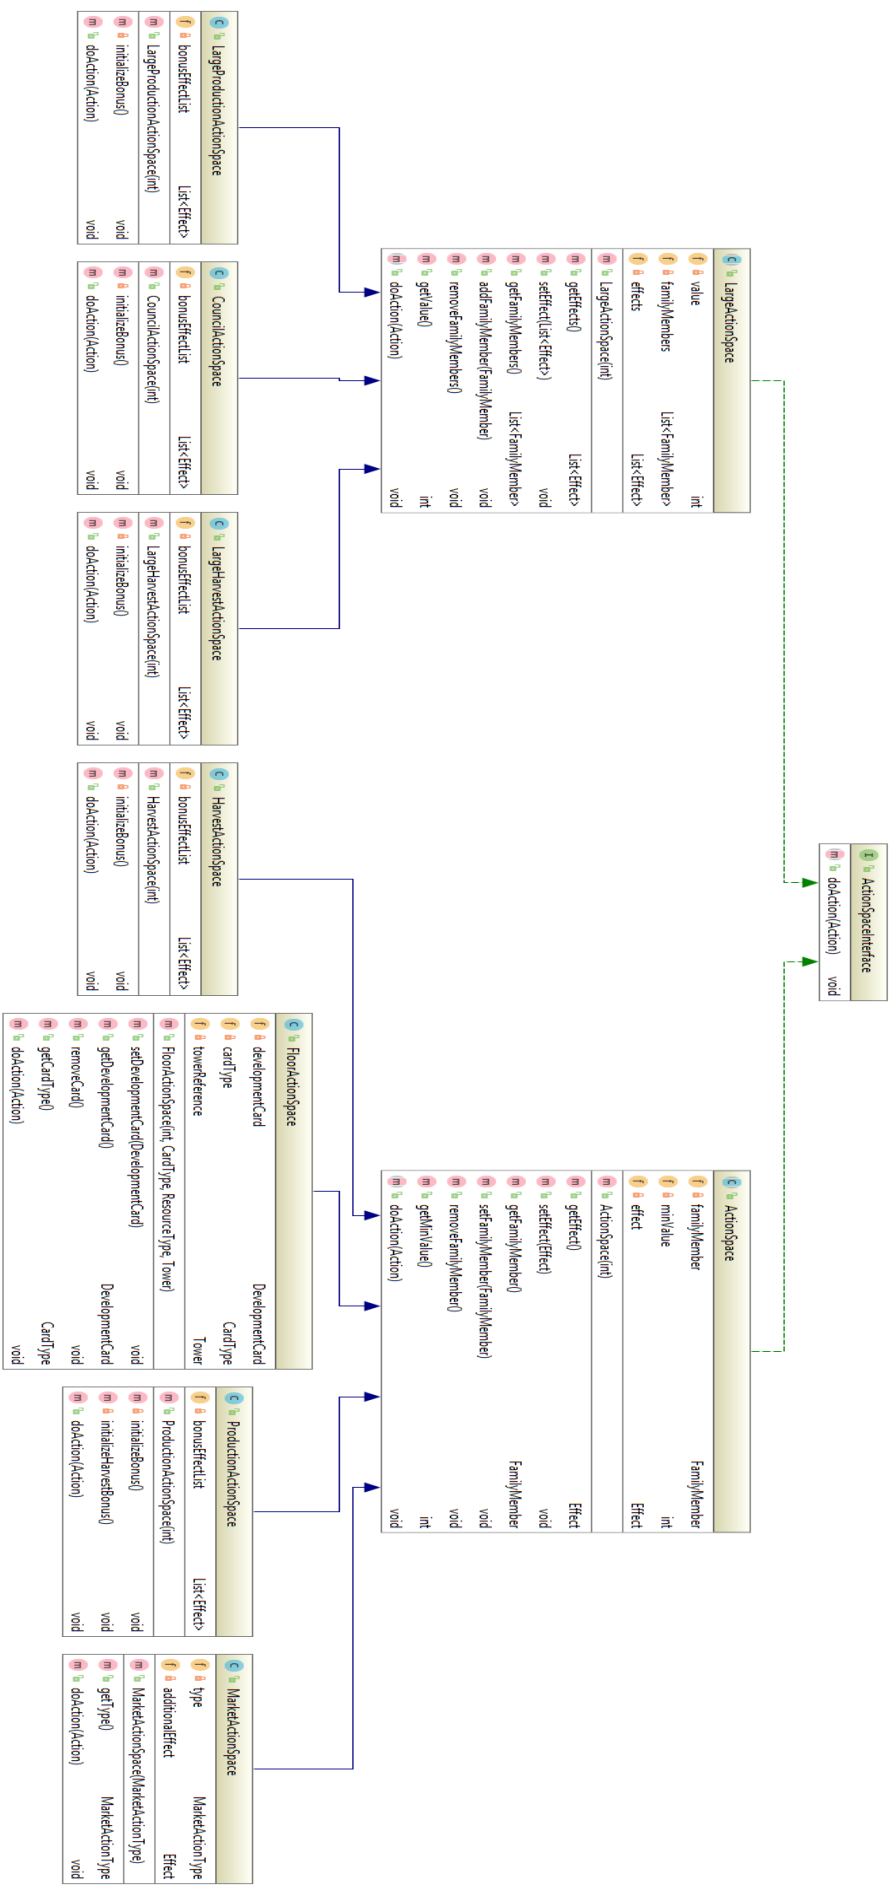 ActionSpaceInterface
doAction(Action) void
LargeActionSpace
value int
familyMembers List<FamilyMember>
effects List<Effect>
LargeActionSpace(int)
getEffects() List<Effect>
setEffect(List<Effect>) void
getFamilyMembers() List<FamilyMember>
addFamilyMember(FamilyMember) void
removeFamilyMembers() void
getValue() int
doAction(Action) void
ActionSpace
familyMember FamilyMember
minValue int
effect Effect
ActionSpace(int)
getEffect() Effect
setEffect(Effect) void
getFamilyMember() FamilyMember
setFamilyMember(FamilyMember) void
removeFamilyMember() void
getMinValue() int
doAction(Action) void
LargeProductionActionSpace
bonusEffectList List<Effect>
LargeProductionActionSpace(int)
initializeBonus() void
doAction(Action) void
CouncilActionSpace
bonusEffectList List<Effect>
CouncilActionSpace(int)
initializeBonus() void
doAction(Action) void
LargeHarvestActionSpace
bonusEffectList List<Effect>
LargeHarvestActionSpace(int)
initializeBonus() void
doAction(Action) void
HarvestActionSpace
bonusEffectList List<Effect>
HarvestActionSpace(int)
initializeBonus() void
doAction(Action) void
FloorActionSpace
developmentCard DevelopmentCard
cardType CardType
towerReference Tower
FloorActionSpace(int, CardType, ResourceType, Tower)
setDevelopmentCard(DevelopmentCard) void
getDevelopmentCard() DevelopmentCard
removeCard() void
getCardType() CardType
doAction(Action) void
ProductionActionSpace
bonusEffectList List<Effect>
ProductionActionSpace(int)
initializeBonus() void
initializeHarvestBonus() void
doAction(Action) void
MarketActionSpace
type MarketActionType
additionalEffect Effect
MarketActionSpace(MarketActionType)
getType() MarketActionType
doAction(Action) void